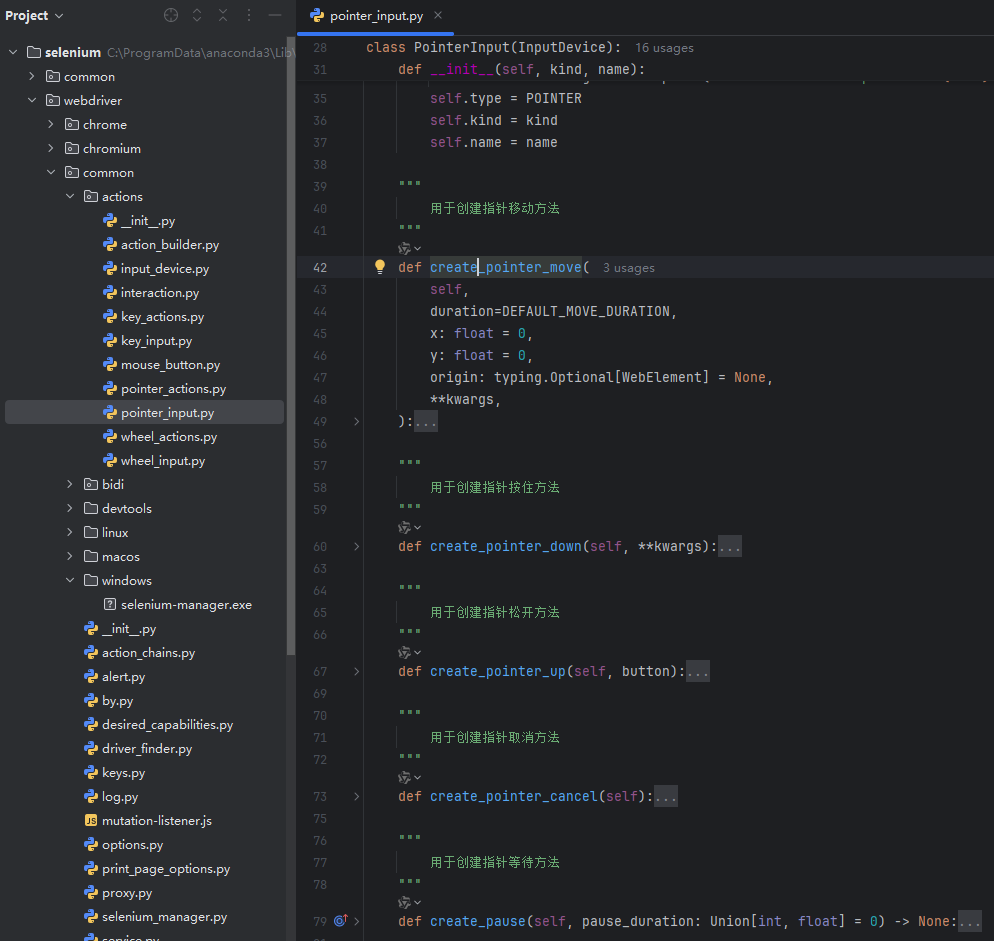 Project
selenium C:\ProgramData\anaconda3\Lib\
common
webdriver
chrome
chromium
common
actions
__init__.py
action_builder.py
input_device.py
interaction.py
key_actions.py
key_input.py
mouse_button.py
pointer_actions.py
pointer_input.py
wheel_actions.py
wheel_input.py
bidi
devtools
linux
macos
windows
selenium-manager.exe
__init__.py
action_chains.py
alert.py
by.py
desired_capabilities.py
driver_finder.py
keys.py
log.py
mutation-listener.js
options.py
print_page_options.py
proxy.py
selenium_manager.py
service.py
pointer_input.py
28 class PointerInput(InputDevice): 16 usages
31 def __init__(self, kind, name):
35 self.type = POINTER
36 self.kind = kind
37 self.name = name
38
39 """
40 用于创建指针移动方法
41 """
42 def create_pointer_move( 3 usages
43 self,
44 duration=DEFAULT_MOVE_DURATION,
45 x: float = 0,
46 y: float = 0,
47 origin: typing.Optional[WebElement] = None,
48 **kwargs,
49 ):...
56
57 """
58 用于创建指针按住方法
59 """
60 def create_pointer_down(self, **kwargs):...
63
64 """
65 用于创建指针松开方法
66 """
67 def create_pointer_up(self, button):...
69
70 """
71 用于创建指针取消方法
72 """
73 def create_pointer_cancel(self):...
75
76 """
77 用于创建指针等待方法
78 """
79 def create_pause(self, pause_duration: Union[int, float] = 0) -> None:...